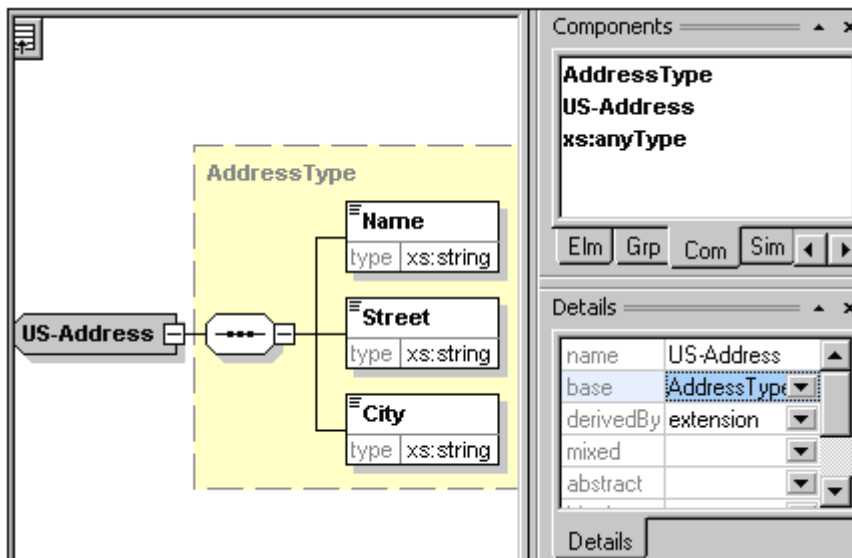 AddressType
Name
type xs:string
US-Address
Street
type xs:string
City
type xs:string
Components
AddressType
US-Address
xs:anyType
Elm Grp Com Sim
Details
name US-Address
base AddressType
derivedBy extension
mixed
abstract
Details